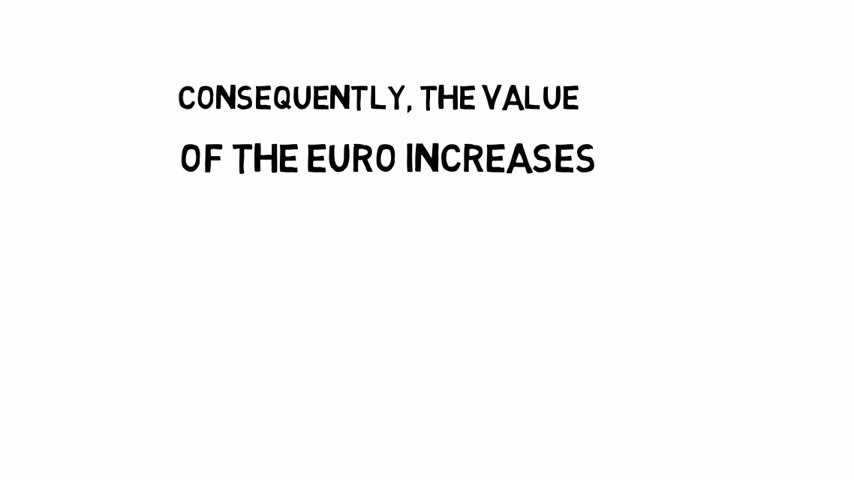 CONSEQUENTLY, THE VALUE
OF THE EURO INCREASES